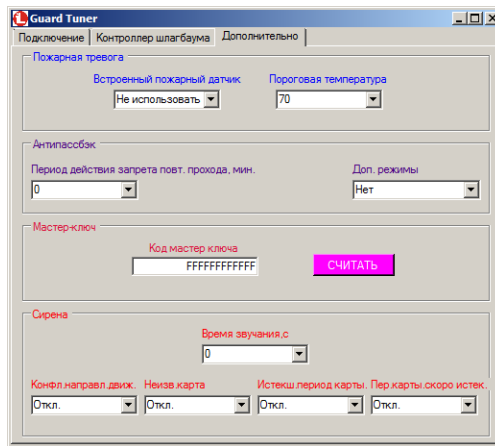 Guard Tuner
Подключение Контроллер шлагбаума Дополнительно
Пожарная тревога
Встроенный пожарный датчик Пороговая температура
Не использовать 70
Антипассбэк
Период действия запрета повт. прохода, мин. Доп. режимы
0 Нет
Мастер-ключ
Код мастер ключа
FFFFFFFFFFFF СЧИТАТЬ
Сирена
Время звучания,с
0
Конфл.направл.движ. Неизв.карта Истекш.период карты. Пер.карты.скоро истек.
Откл. Откл. Откл. Откл.